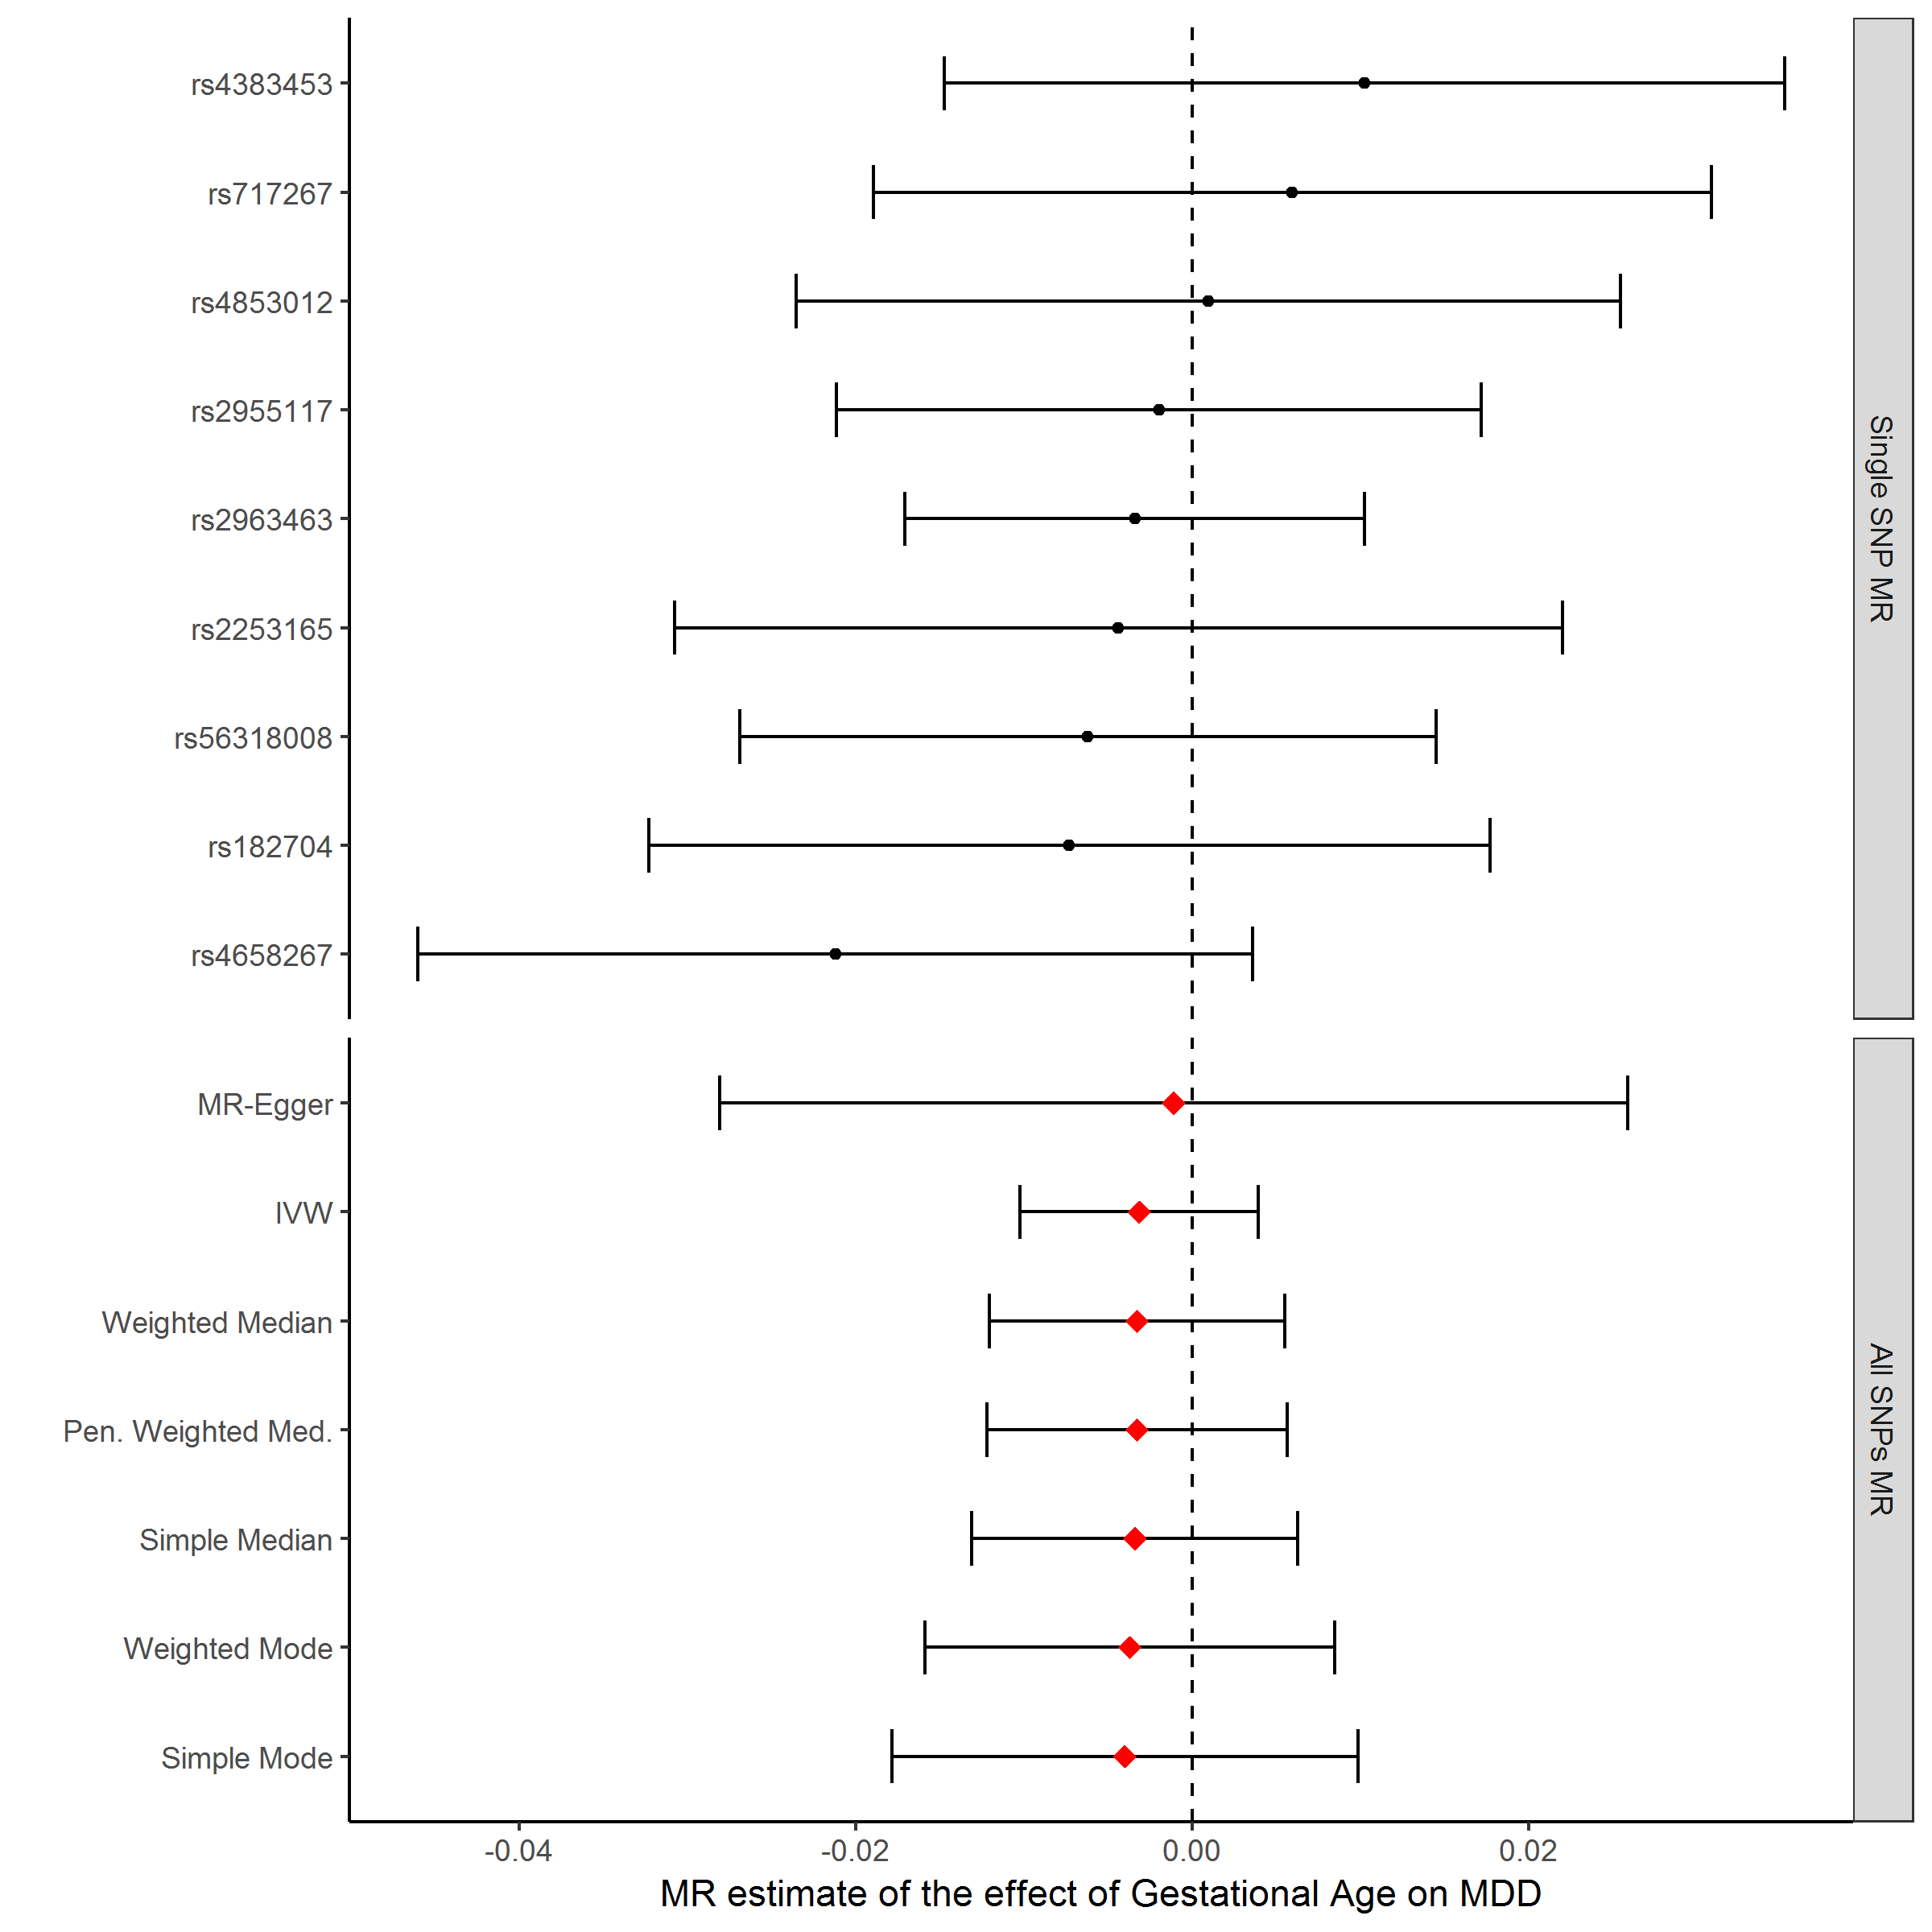 rs4383453
rs717267
rs4853012
rs2955117
rs2963463
rs2253165
rs56318008
rs182704
rs4658267
Single SNP MR
MR-Egger
IVW
Weighted Median
Pen. Weighted Med.
Simple Median
Weighted Mode
Simple Mode
All SNPs MR
-0.04 -0.02 0.00 0.02
MR estimate of the effect of Gestational Age on MDD